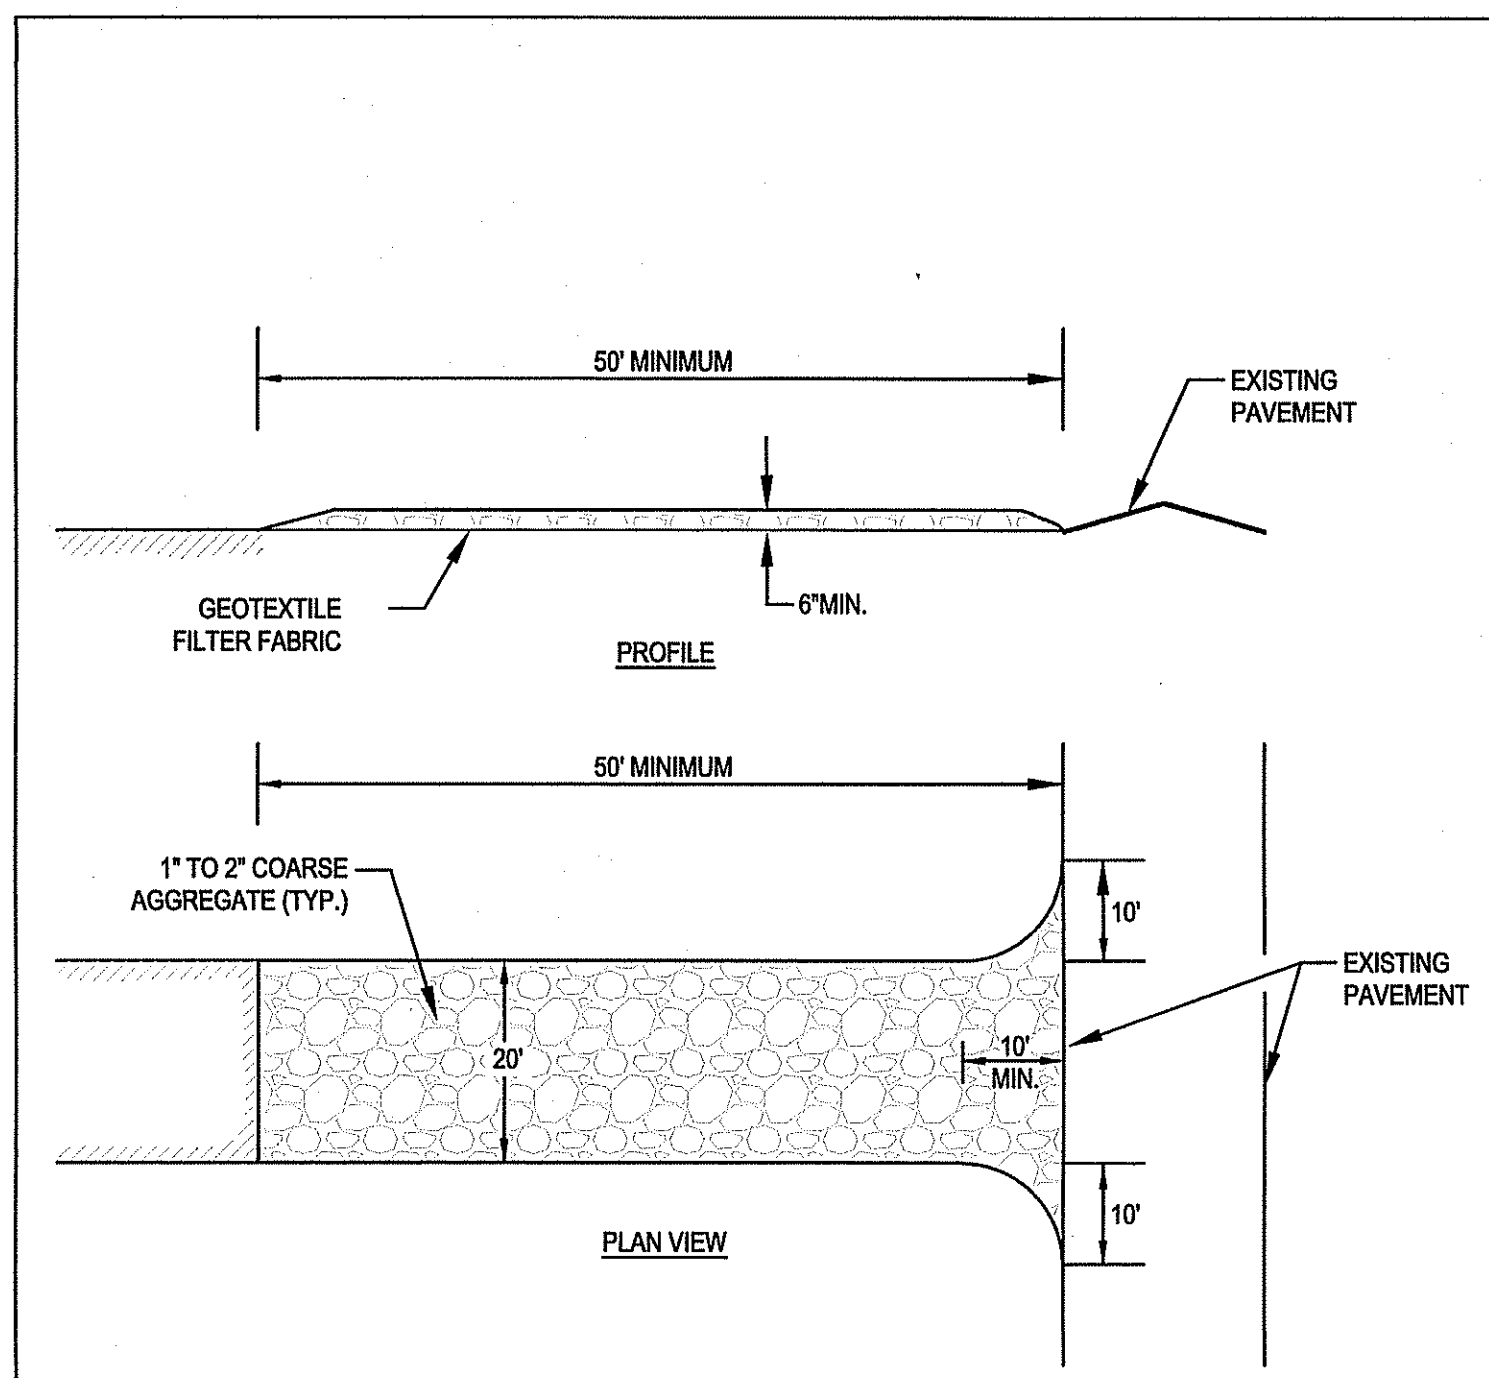 50' MINIMUM
EXISTING
PAVEMENT
GEOTEXTILE
FILTER FABRIC
6"MIN.
PROFILE
50' MINIMUM
1" TO 2" COARSE
AGGREGATE (TYP.)
10'
EXISTING
PAVEMENT
20'
10'
MIN.
10'
PLAN VIEW